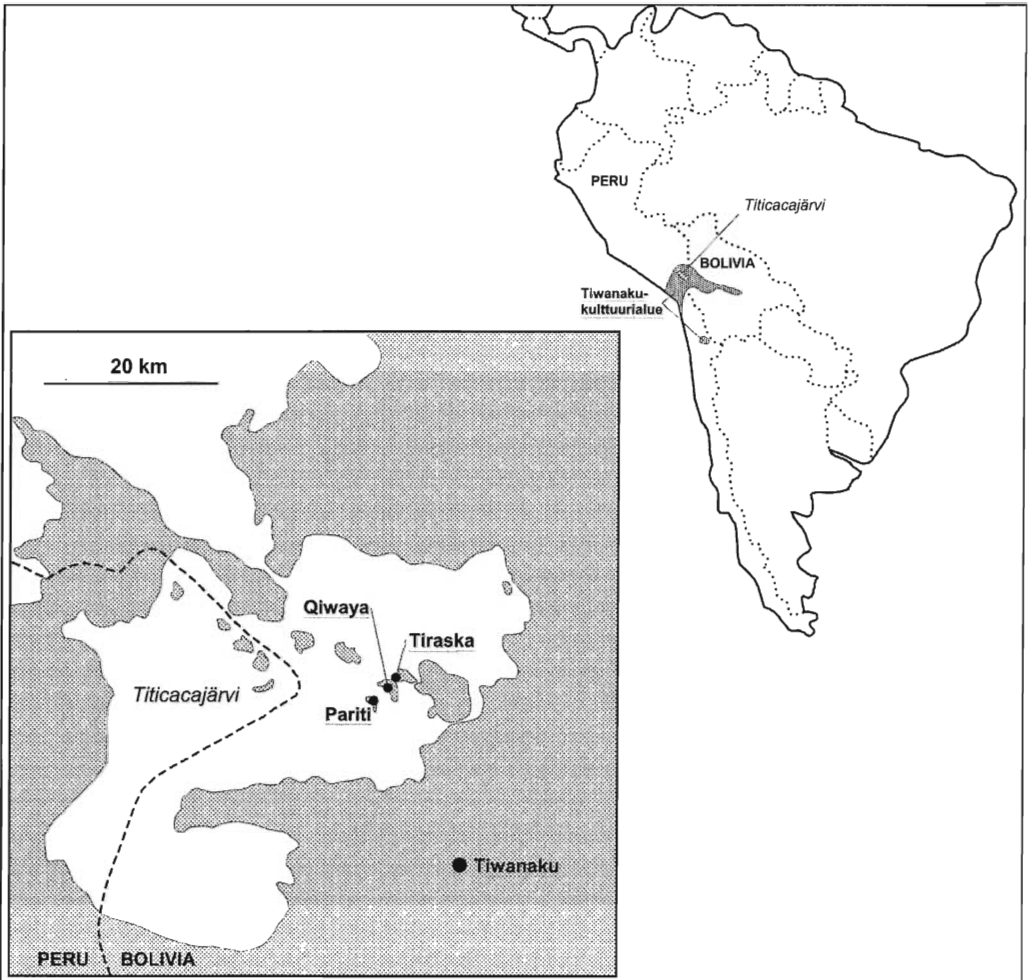 PERU
Titicacajärvi
BOLIVIA
Tiwanaku-
kulttuurialue
20 km
Qiwaya
Tiraska
Titicacajärvi
Pariti
Tiwanaku
PERU BOLIVIA